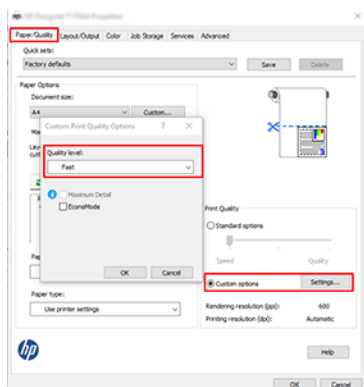 Paper/Quality Layout/Output Color Job Storage Services Advanced
Quick sets:
Factory defaults
Save
Delete
Paper Options
Document size:
A4
Custom...
Custom Print Quality Options ? ×
Quality level:
Fast
Maximum Detail
EconoMode
OK
Cancel
Paper type:
Use printer settings
Print Quality
Standard options
Speed
Quality
Custom options
Settings...
Rendering resolution (ppi): 600
Printing resolution (dpi): Automatic
hp
Help
OK
Cancel